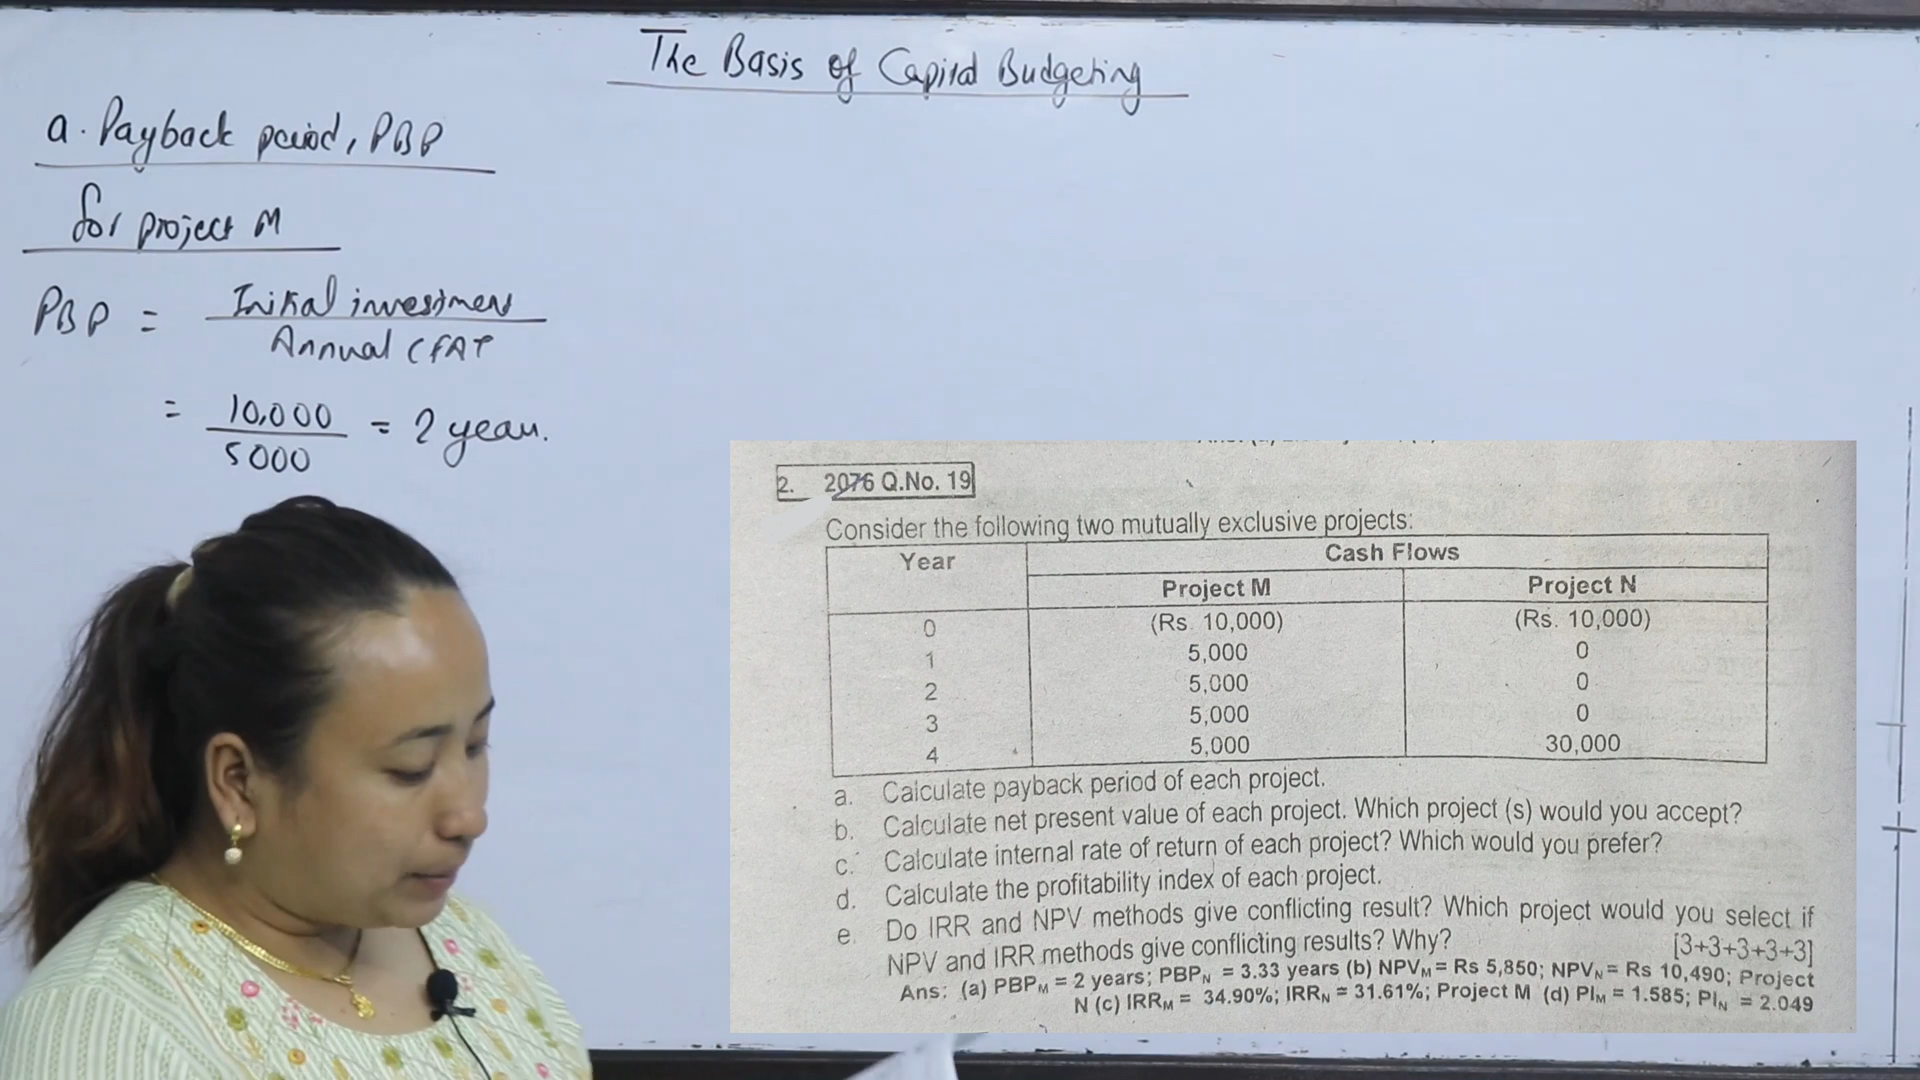 The Basis of Capital Budgeting
a. Payback period, PBP
for project M
PBP = Initial investment
Annual CFAT
= 10,000 = 2 years.
5000
2. 2076 Q.No. 19
Consider the following two mutually exclusive projects:
Year Cash Flows
Project M Project N
0 (Rs. 10,000) (Rs. 10,000)
1 5,000 0
2 5,000 0
3 5,000 0
4 5,000 30,000
a. Calculate payback period of each project.
b. Calculate net present value of each project. Which project (s) would you accept?
c. Calculate internal rate of return of each project? Which would you prefer?
d. Calculate the profitability index of each project.
e. Do IRR and NPV methods give conflicting result? Which project would you select if
NPV and IRR methods give conflicting results? Why? [3+3+3+3+3]
Ans: (a) PBPM = 2 years; PBPN = 3.33 years (b) NPVM = Rs 5,850; NPVN = Rs 10,490; Project
N (c) IRRM = 34.90%; IRRN = 31.61%; Project M (d) PIM = 1.585; PIN = 2.049